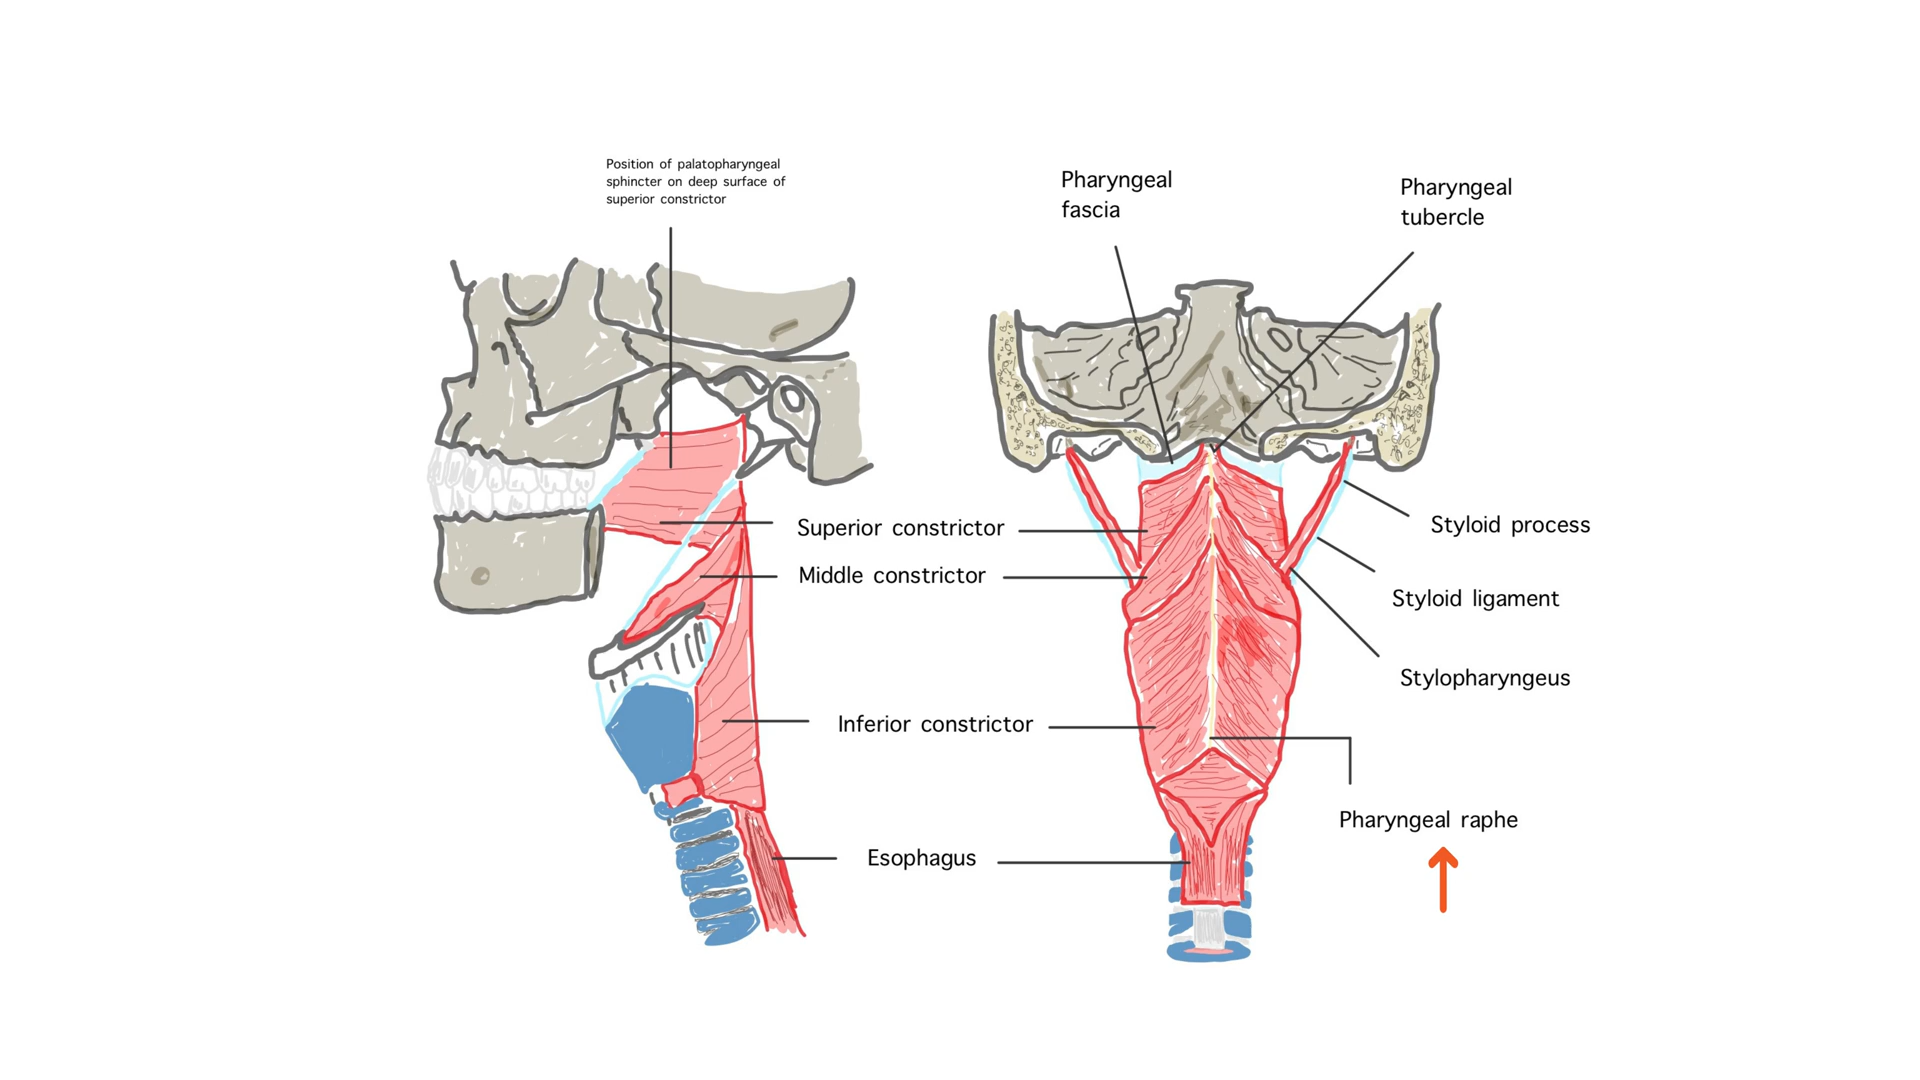 Position of palatopharyngeal
sphincter on deep surface of
superior constrictor
Pharyngeal
fascia
Pharyngeal
tubercle
Superior constrictor
Middle constrictor
Inferior constrictor
Esophagus
Styloid process
Styloid ligament
Stylopharyngeus
Pharyngeal raphe